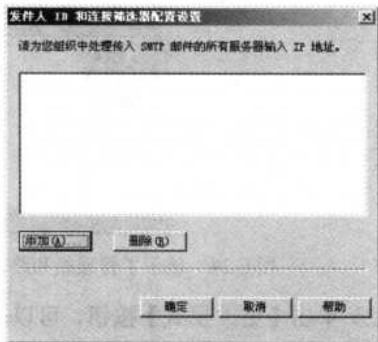 发件人 ID 和连接筛选器配置设置
请为您组织中处理传入 SMTP 邮件的所有服务器输入 IP 地址。
添加(A) 删除(R)
确定 取消 帮助